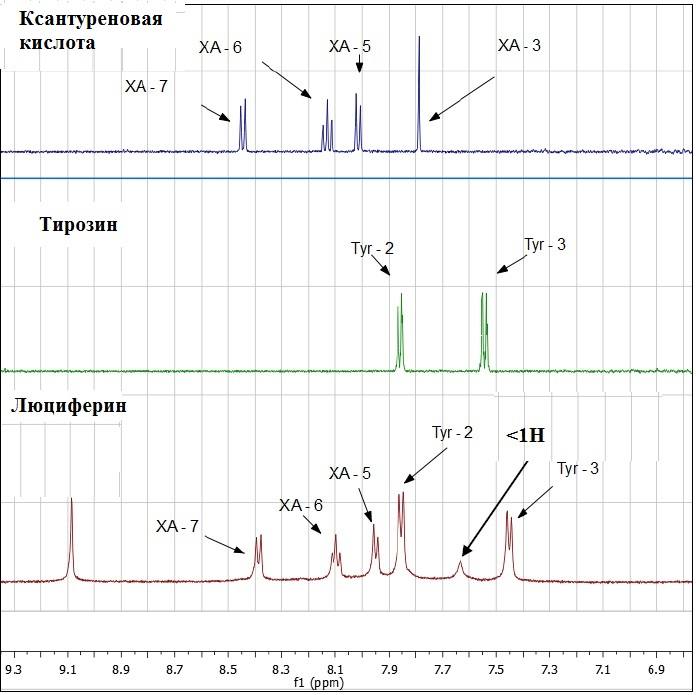 Ксантуреновая
кислота
XA - 6
XA - 5
XA - 3
XA - 7
Тирозин
Tyr - 2
Tyr - 3
Люциферин
Tyr - 2
<1H
XA - 5
Tyr - 3
XA - 6
XA - 7
9.3 9.1 8.9 8.7 8.5 8.3 8.1 7.9 7.7 7.5 7.3 7.1 6.9
f1 (ppm)